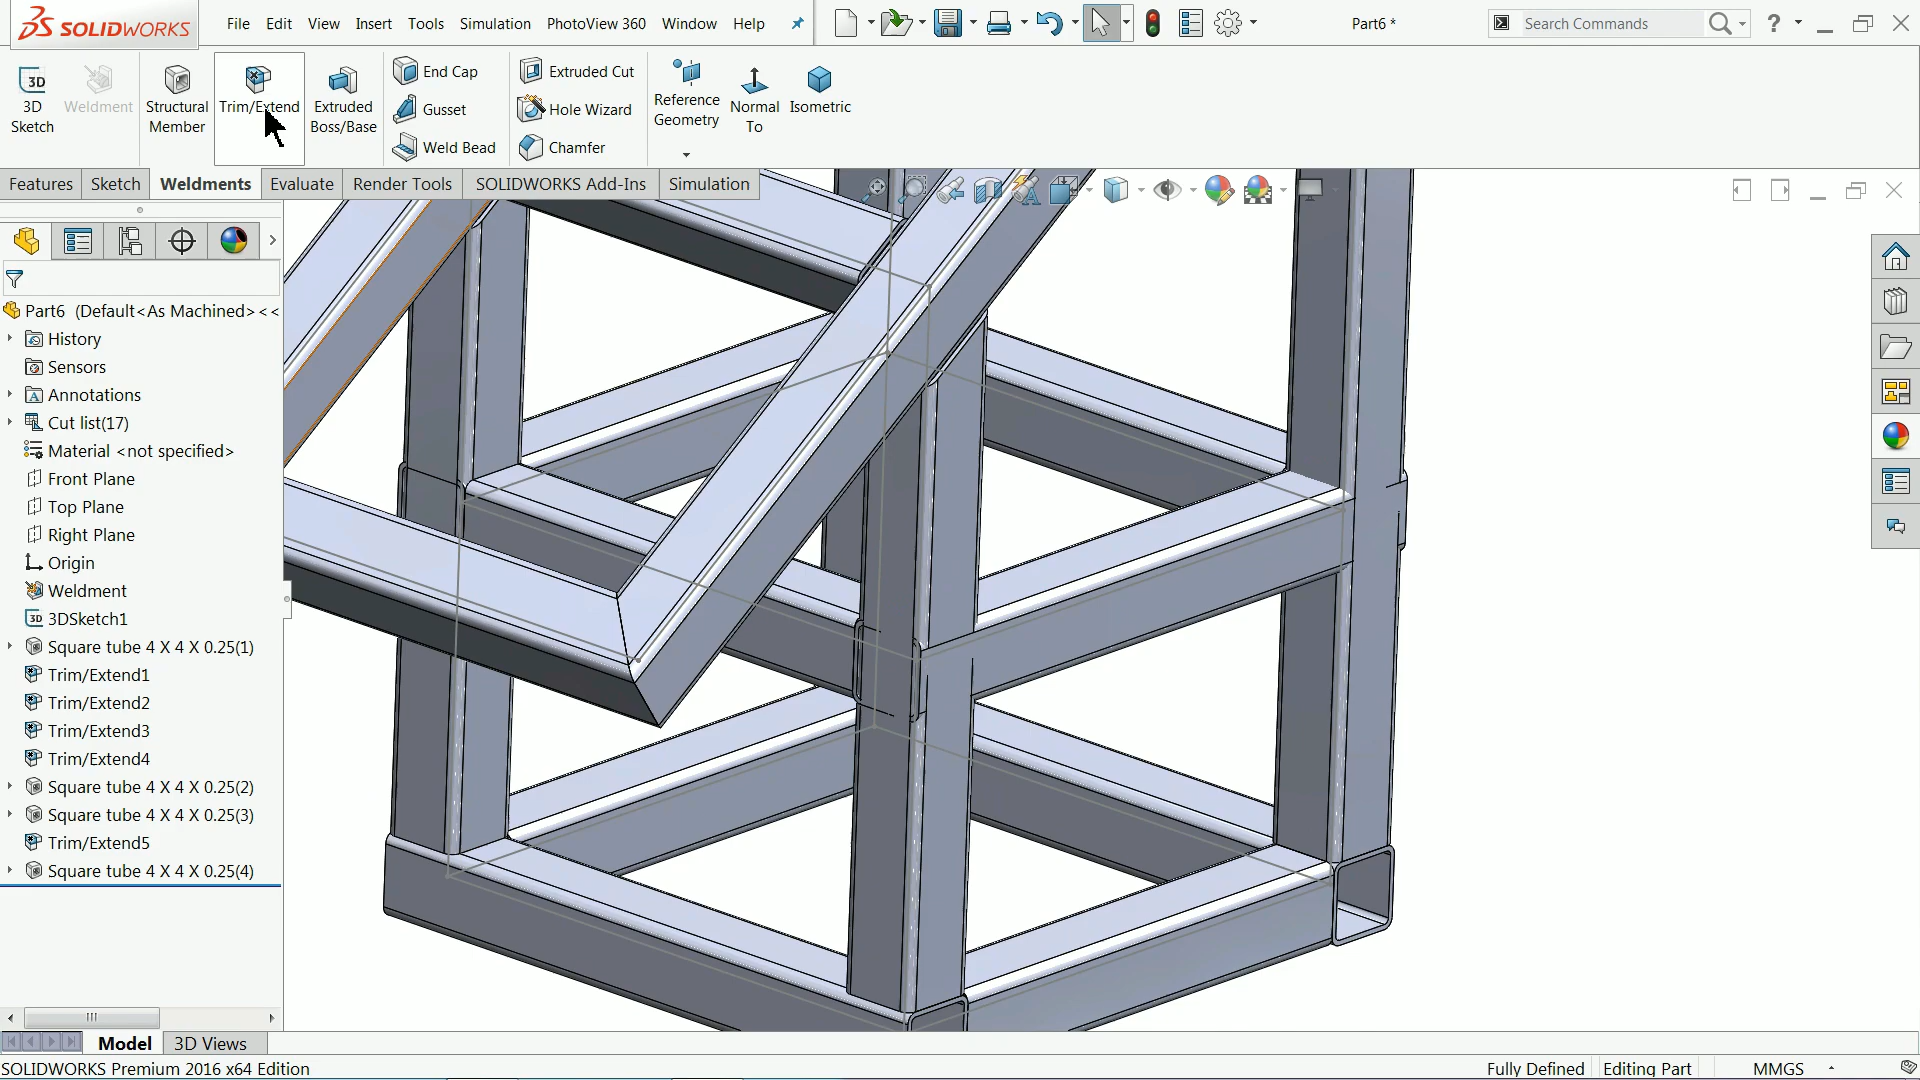 SOLIDWORKS File Edit View Insert Tools Simulation PhotoView 360 Window Help Part6 * Search Commands ?
3D Sketch
Weldment
Structural Member
Trim/Extend
Extruded Boss/Base
End Cap
Gusset
Weld Bead
Extruded Cut
Hole Wizard
Chamfer
Reference Geometry
Normal To
Isometric
Features Sketch Weldments Evaluate Render Tools SOLIDWORKS Add-Ins Simulation
Part6 (Default<As Machined><<
History
Sensors
Annotations
Cut list(17)
Material <not specified>
Front Plane
Top Plane
Right Plane
Origin
Weldment
3DSketch1
Square tube 4 X 4 X 0.25(1)
Trim/Extend1
Trim/Extend2
Trim/Extend3
Trim/Extend4
Square tube 4 X 4 X 0.25(2)
Square tube 4 X 4 X 0.25(3)
Trim/Extend5
Square tube 4 X 4 X 0.25(4)
Model 3D Views
SOLIDWORKS Premium 2016 x64 Edition Fully Defined Editing Part MMGS